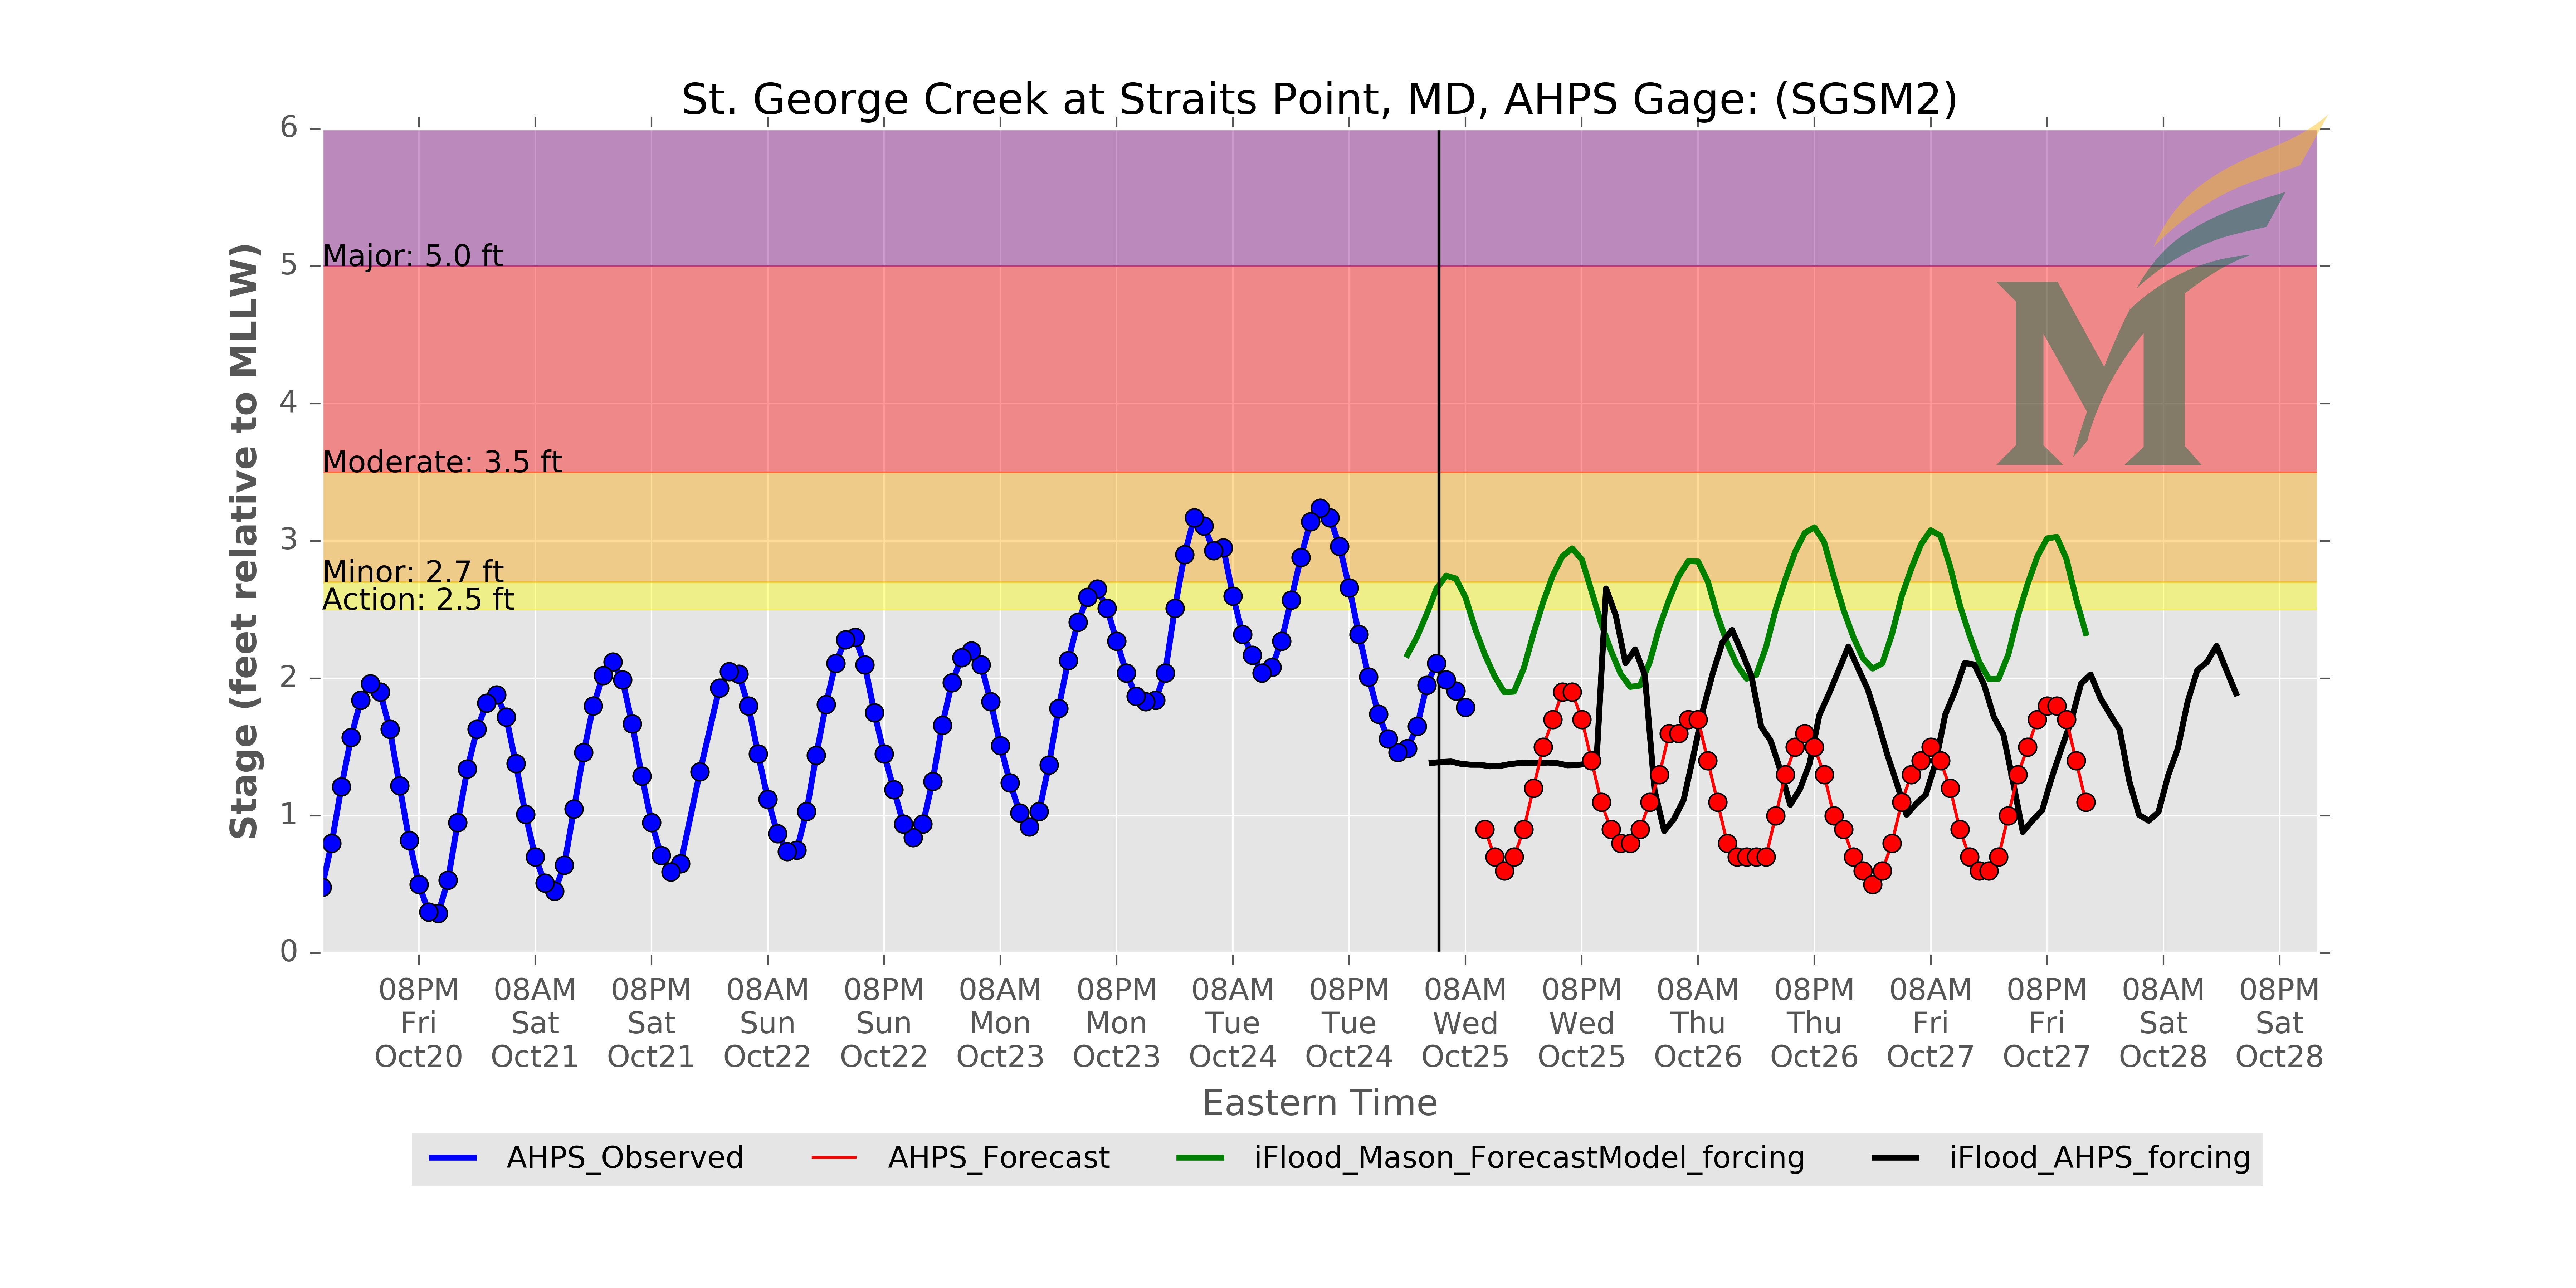 St. George Creek at Straits Point, MD, AHPS Gage: (SGSM2)
Stage (feet relative to MLLW)
6
5
4
3
2
1
0
Major: 5.0 ft
Moderate: 3.5 ft
Minor: 2.7 ft
Action: 2.5 ft
M
08PM 08AM 08PM 08AM 08PM 08AM 08PM 08AM 08PM 08AM 08PM 08AM 08PM 08AM 08PM 08AM 08PM
Fri Sat Sat Sun Sun Mon Mon Tue Tue Wed Wed Thu Thu Fri Fri Sat Sat
Oct20 Oct21 Oct21 Oct22 Oct22 Oct23 Oct23 Oct24 Oct24 Oct25 Oct25 Oct26 Oct26 Oct27 Oct27 Oct28 Oct28
Eastern Time
AHPS_Observed AHPS_Forecast iFlood_Mason_ForecastModel_forcing iFlood_AHPS_forcing